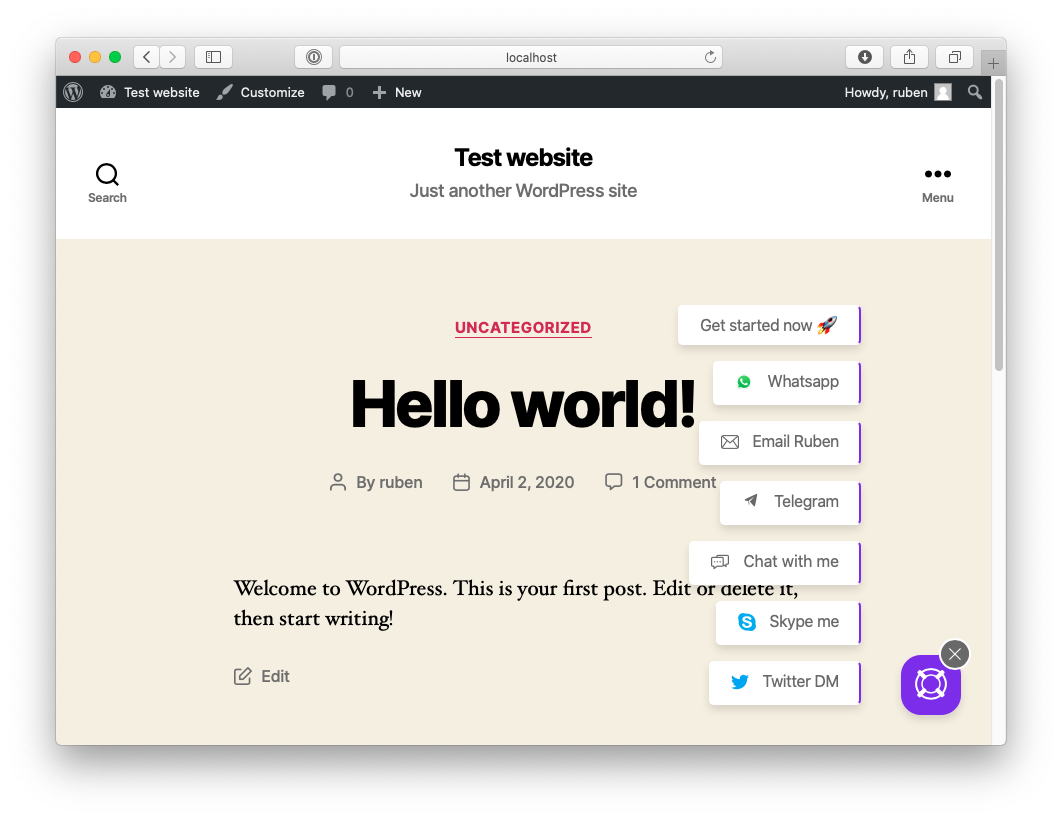 localhost
Test website
Customize
0
New
Howdy, ruben
Search
Test website
Just another WordPress site
Menu
UNCATEGORIZED
Hello world!
By ruben
April 2, 2020
1 Comment
Welcome to WordPress. This is your first post. Edit or delete it,
then start writing!
Edit
Get started now 🚀
Whatsapp
Email Ruben
Telegram
Chat with me
Skype me
Twitter DM